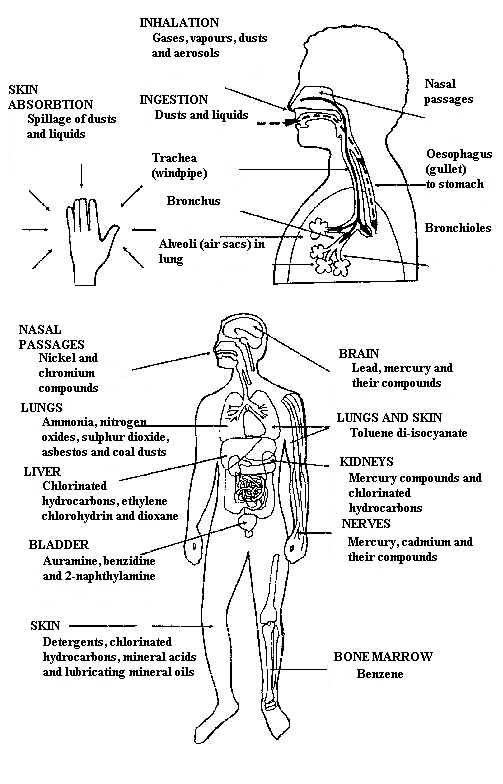 INHALATION
Gases, vapours, dusts
and aerosols
SKIN
ABSORBTION
Spillage of dusts
and liquids
INGESTION
Dusts and liquids
Nasal
passages
Trachea
(windpipe)
Oesophagus
(gullet)
to stomach
Bronchus
Bronchioles
Alveoli (air sacs) in
lung
NASAL
PASSAGES
Nickel and
chromium
compounds
BRAIN
Lead, mercury and
their compounds
LUNGS
Ammonia, nitrogen
oxides, sulphur dioxide,
asbestos and coal dusts
LUNGS AND SKIN
Toluene di-isocyanate
LIVER
Chlorinated
hydrocarbons, ethylene
chlorohydrin and dioxane
KIDNEYS
Mercury compounds and
chlorinated
hydrocarbons
NERVES
Mercury, cadmium and
their compounds
BLADDER
Auramine, benzidine
and 2-naphthylamine
SKIN
Detergents, chlorinated
hydrocarbons, mineral acids
and lubricating mineral oils
BONE MARROW
Benzene